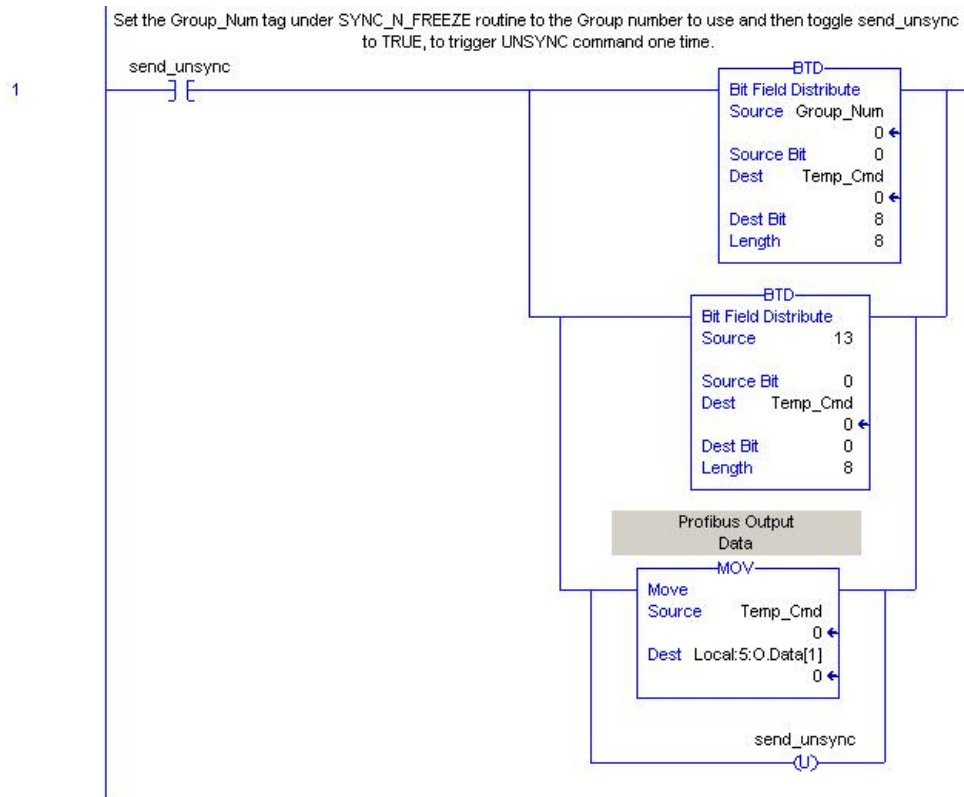 Set the Group_Num tag under SYNC_N_FREEZE routine to the Group number to use and then toggle send_unsync
to TRUE, to trigger UNSYNC command one time.
send_unsync
1
BTD
Bit Field Distribute
Source Group_Num
0
Source Bit 0
Dest Temp_Cmd
0
Dest Bit 8
Length 8
BTD
Bit Field Distribute
Source 13
Source Bit 0
Dest Temp_Cmd
0
Dest Bit 0
Length 8
Profibus Output
Data
MOV
Move
Source Temp_Cmd
0
Dest Local:5:O.Data[1]
0
send_unsync
U